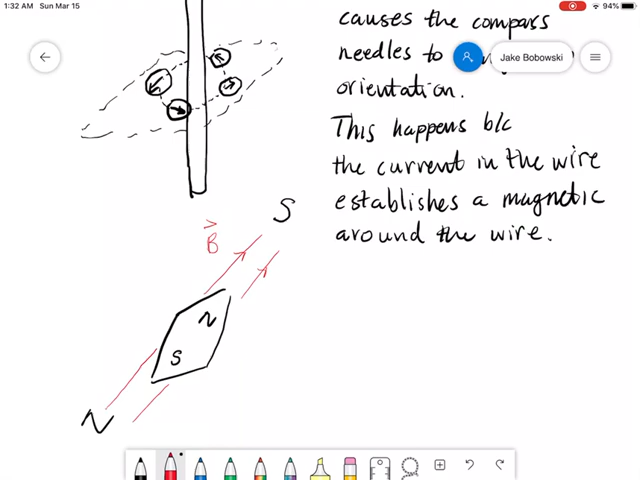 1:32 AM Sun Mar 15
94%
causes the compass
needles to
Jake Bobowski
orientation.
This happens b/c
the current in the wire
establishes a magnetic
around the wire.
S
B
N
S
N